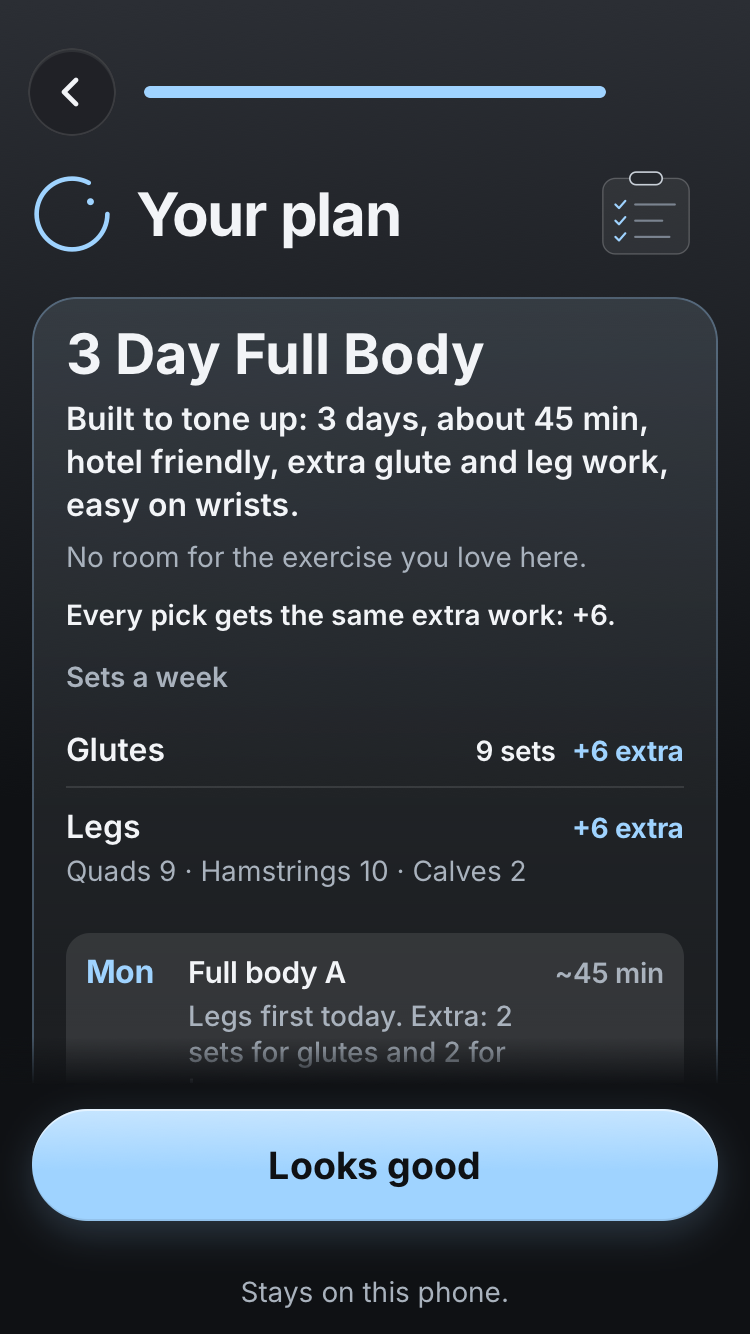 Your plan
3 Day Full Body
Built to tone up: 3 days, about 45 min,
hotel friendly, extra glute and leg work,
easy on wrists.
No room for the exercise you love here.
Every pick gets the same extra work: +6.
Sets a week
Glutes 9 sets +6 extra
Legs +6 extra
Quads 9 · Hamstrings 10 · Calves 2
Mon Full body A ~45 min
Legs first today. Extra: 2
sets for glutes and 2 for
Looks good
Stays on this phone.